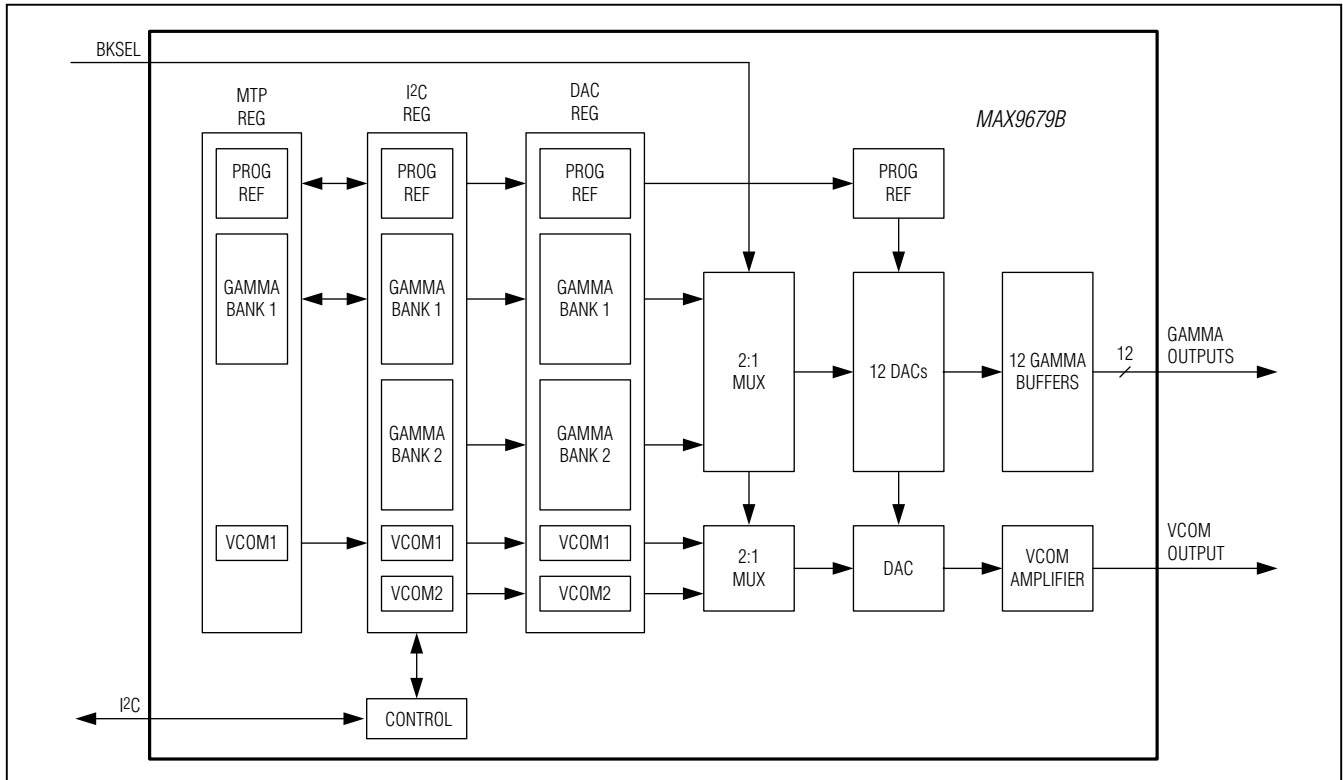 BKSEL
MTP
REG
I²C
REG
DAC
REG
MAX9679B
PROG
REF
PROG
REF
PROG
REF
PROG
REF
GAMMA
BANK 1
GAMMA
BANK 1
GAMMA
BANK 1
GAMMA
BANK 2
GAMMA
BANK 2
2:1
MUX
12 DACs
12 GAMMA
BUFFERS
12
GAMMA
OUTPUTS
VCOM1
VCOM1
VCOM1
VCOM2
VCOM2
2:1
MUX
DAC
VCOM
AMPLIFIER
VCOM
OUTPUT
I²C
CONTROL